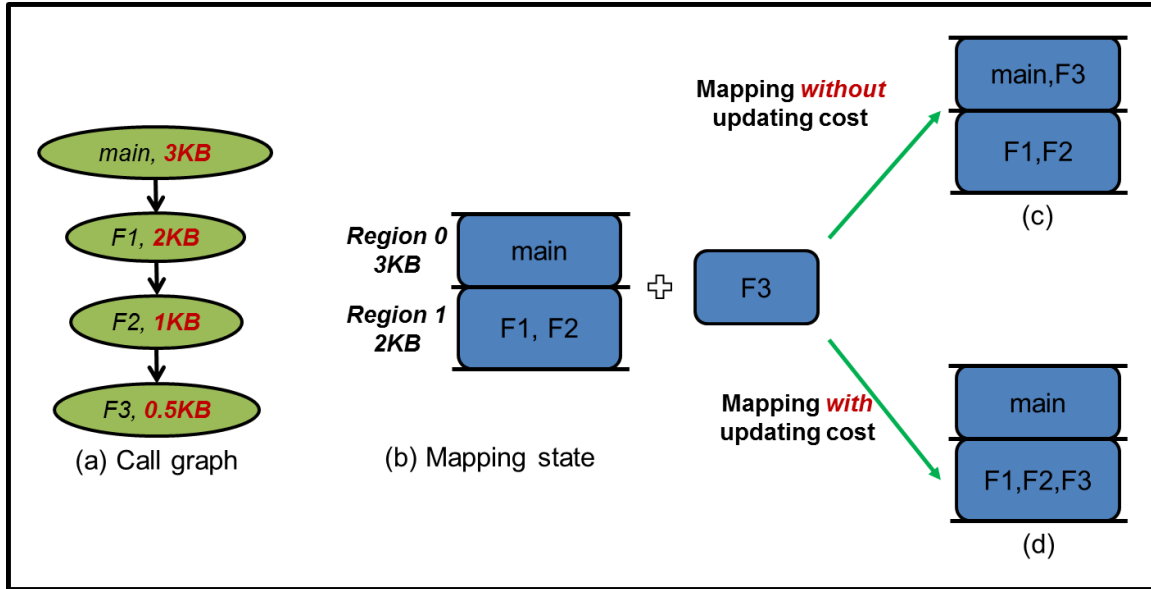 main, 3KB
F1, 2KB
F2, 1KB
F3, 0.5KB
(a) Call graph
Region 0
3KB
main
Region 1
2KB
F1, F2
(b) Mapping state
F3
Mapping without
updating cost
main,F3
F1,F2
(c)
Mapping with
updating cost
main
F1,F2,F3
(d)